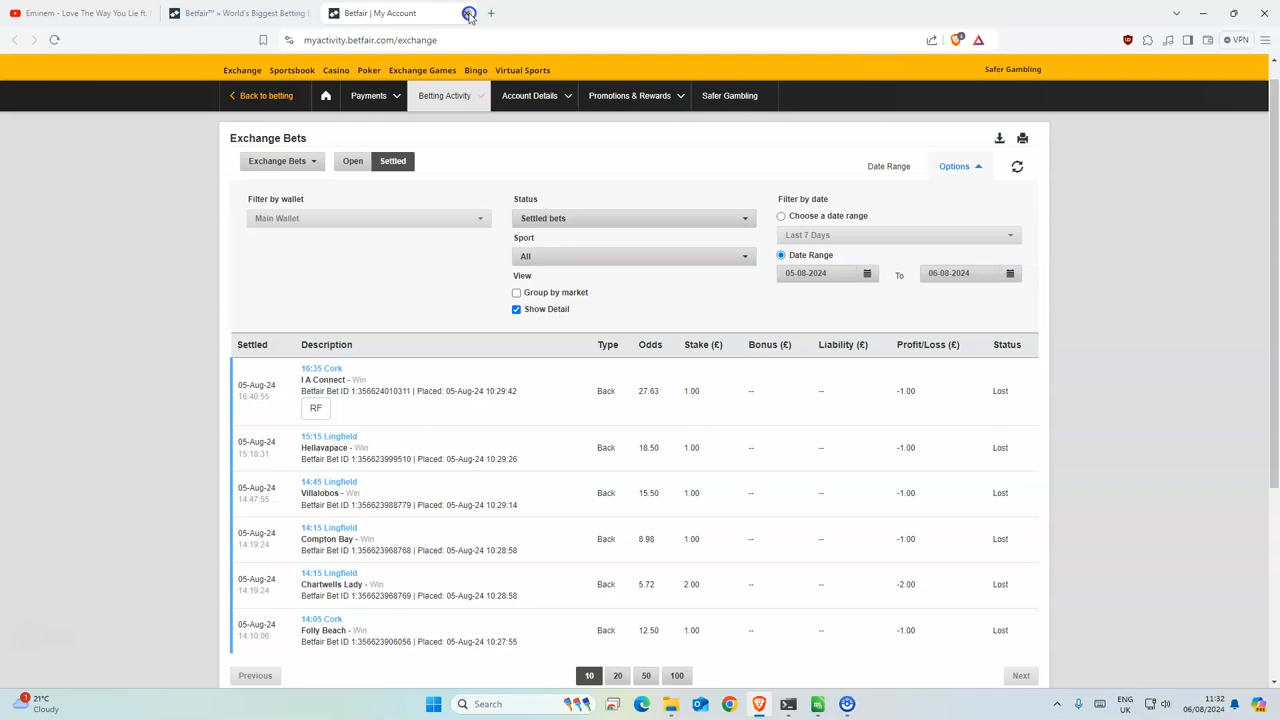 Eminem - Love The Way You Lie ft.
Betfair™ » World's Biggest Betting
Betfair | My Account
myactivity.betfair.com/exchange
VPN
Exchange Sportsbook Casino Poker Exchange Games Bingo Virtual Sports
Safer Gambling
Back to betting Payments Betting Activity Account Details Promotions & Rewards Safer Gambling
Exchange Bets
Exchange Bets Open Settled
Date Range Options
Filter by wallet
Main Wallet
Status
Settled bets
Sport
All
View
Group by market
Show Detail
Filter by date
Choose a date range
Last 7 Days
Date Range
05-08-2024 To 06-08-2024
Settled Description Type Odds Stake (£) Bonus (£) Liability (£) Profit/Loss (£) Status
16:35 Cork
I A Connect - Win
05-Aug-24 16:40:55 Betfair Bet ID 1:356624010311 | Placed: 05-Aug-24 10:29:42 Back 27.63 1.00 -- -- -1.00 Lost
RF
15:15 Lingfield
05-Aug-24 15:18:31 Hellavapace - Win Back 18.50 1.00 -- -- -1.00 Lost
Betfair Bet ID 1:356623999510 | Placed: 05-Aug-24 10:29:26
14:45 Lingfield
05-Aug-24 14:47:55 Villalobos - Win Back 15.50 1.00 -- -- -1.00 Lost
Betfair Bet ID 1:356623988779 | Placed: 05-Aug-24 10:29:14
14:15 Lingfield
05-Aug-24 14:19:24 Compton Bay - Win Back 8.98 1.00 -- -- -1.00 Lost
Betfair Bet ID 1:356623968768 | Placed: 05-Aug-24 10:28:58
14:15 Lingfield
05-Aug-24 14:19:24 Chartwells Lady - Win Back 5.72 2.00 -- -- -2.00 Lost
Betfair Bet ID 1:356623968769 | Placed: 05-Aug-24 10:28:58
14:05 Cork
05-Aug-24 14:10:06 Folly Beach - Win Back 12.50 1.00 -- -- -1.00 Lost
Betfair Bet ID 1:356623906056 | Placed: 05-Aug-24 10:27:55
Previous 10 20 50 100 Next
1
21°C
Cloudy
Search
ENG
UK
11:32
06/08/2024